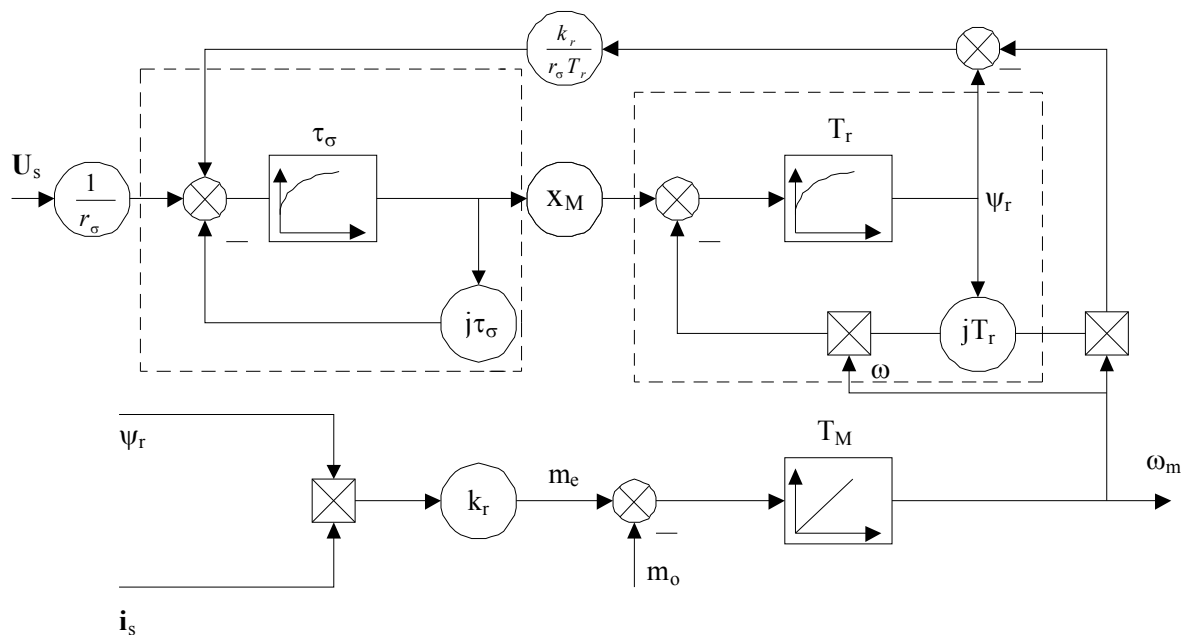 k_r
r_σ T_r
–
τ_σ
T_r
U_s
1
r_σ
–
x_M
–
ψ_r
jτ_σ
jT_r
ω
ψ_r
T_M
ω_m
m_e
k_r
–
m_o
i_s